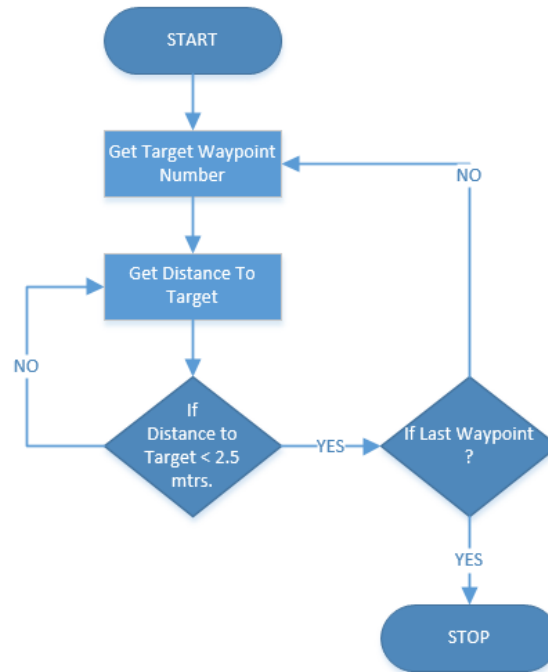 START
Get Target Waypoint
Number
NO
Get Distance To
Target
NO
If
Distance to
Target < 2.5
mtrs.
YES
If Last Waypoint
?
YES
STOP